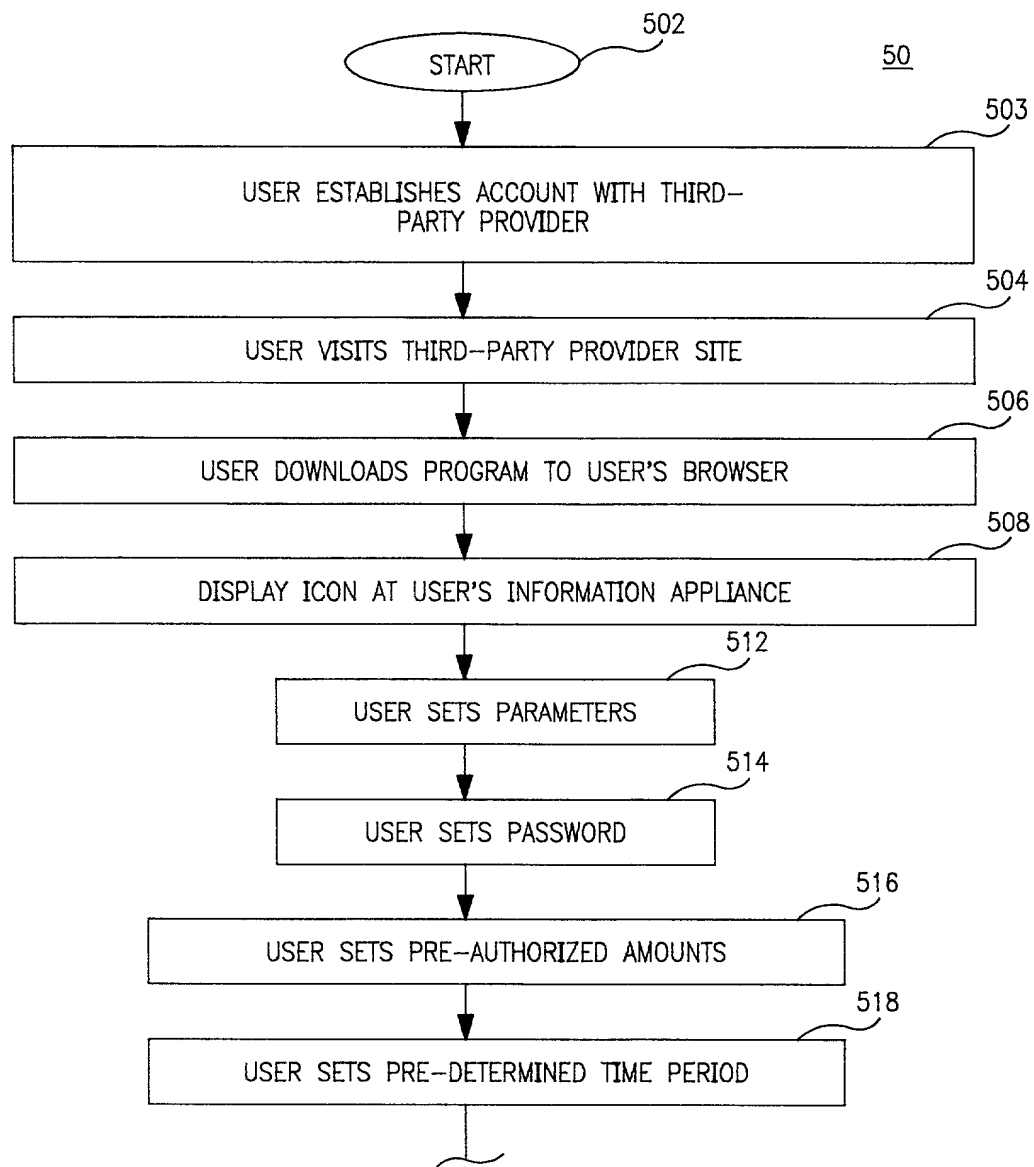 502
START
50
503
USER ESTABLISHES ACCOUNT WITH THIRD-
PARTY PROVIDER
504
USER VISITS THIRD-PARTY PROVIDER SITE
506
USER DOWNLOADS PROGRAM TO USER'S BROWSER
508
DISPLAY ICON AT USER'S INFORMATION APPLIANCE
512
USER SETS PARAMETERS
514
USER SETS PASSWORD
516
USER SETS PRE-AUTHORIZED AMOUNTS
518
USER SETS PRE-DETERMINED TIME PERIOD